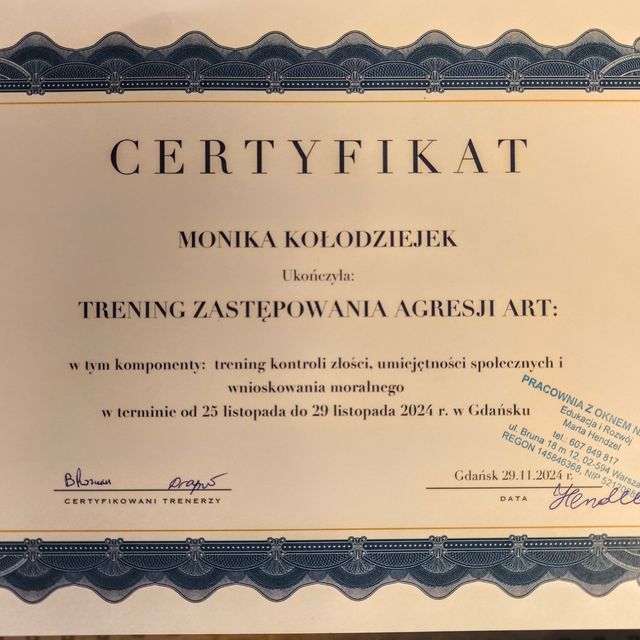 CERTYFIKAT
MONIKA KOŁODZIEJEK
Ukończyła:
TRENING ZASTĘPOWANIA AGRESJI ART:
w tym komponenty: trening kontroli złości, umiejętności społecznych i
wnioskowania moralnego
w terminie od 25 listopada do 29 listopada 2024 r. w Gdańsku
PRACOWNIA Z OKNEM
Edukacja i Rozwój
Marta Hendzel
tel.: 607 849 817
ul. Bruna 18 m 12, 02-594
REGON 145846368, NIP
Gdańsk 29.11.2024 r.
CERTYFIKOWANI TRENERZY
DATA